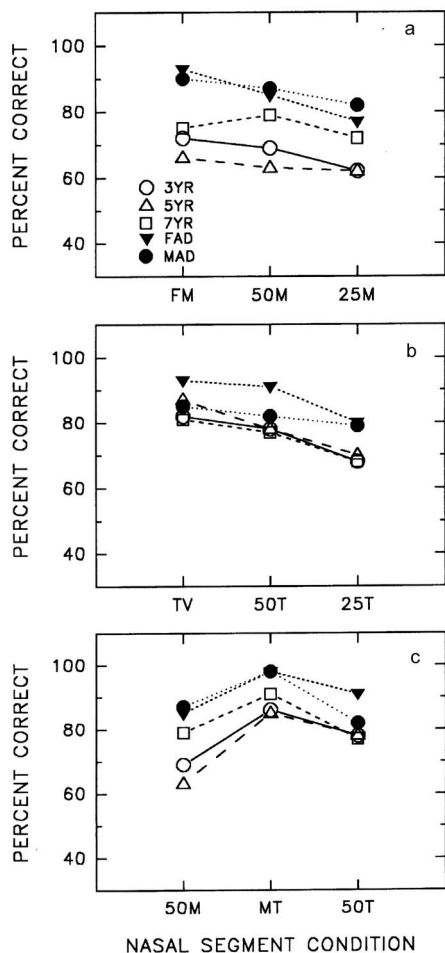 a
PERCENT CORRECT
100
80
60
40
3YR
5YR
7YR
FAD
MAD
FM 50M 25M
b
PERCENT CORRECT
100
80
60
40
TV 50T 25T
c
PERCENT CORRECT
100
80
60
40
50M MT 50T
NASAL SEGMENT CONDITION